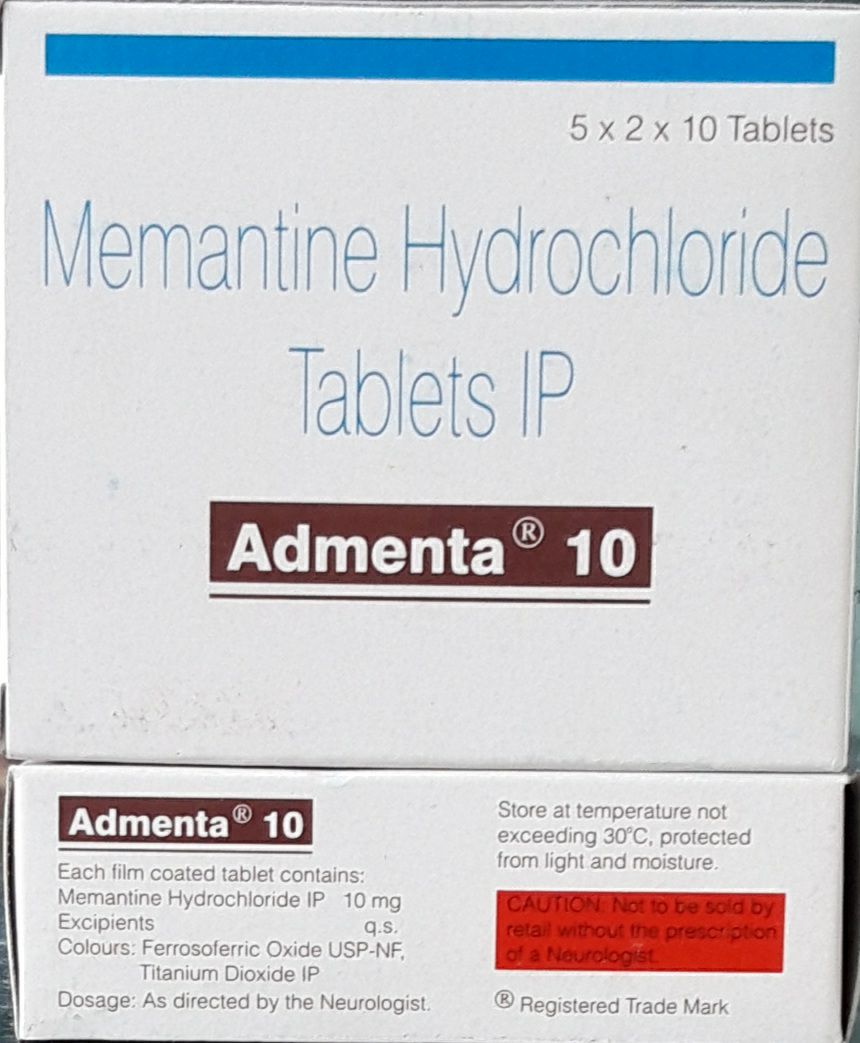 5 x 2 x 10 Tablets
Memantine Hydrochloride
Tablets IP
Admenta® 10
Admenta® 10
Each film coated tablet contains:
Memantine Hydrochloride IP 10 mg
Excipients q.s.
Colours: Ferrosoferric Oxide USP-NF,
Titanium Dioxide IP
Dosage: As directed by the Neurologist.
Store at temperature not
exceeding 30°C, protected
from light and moisture.
CAUTION: Not to be sold by
retail without the prescription
of a Neurologist.
® Registered Trade Mark